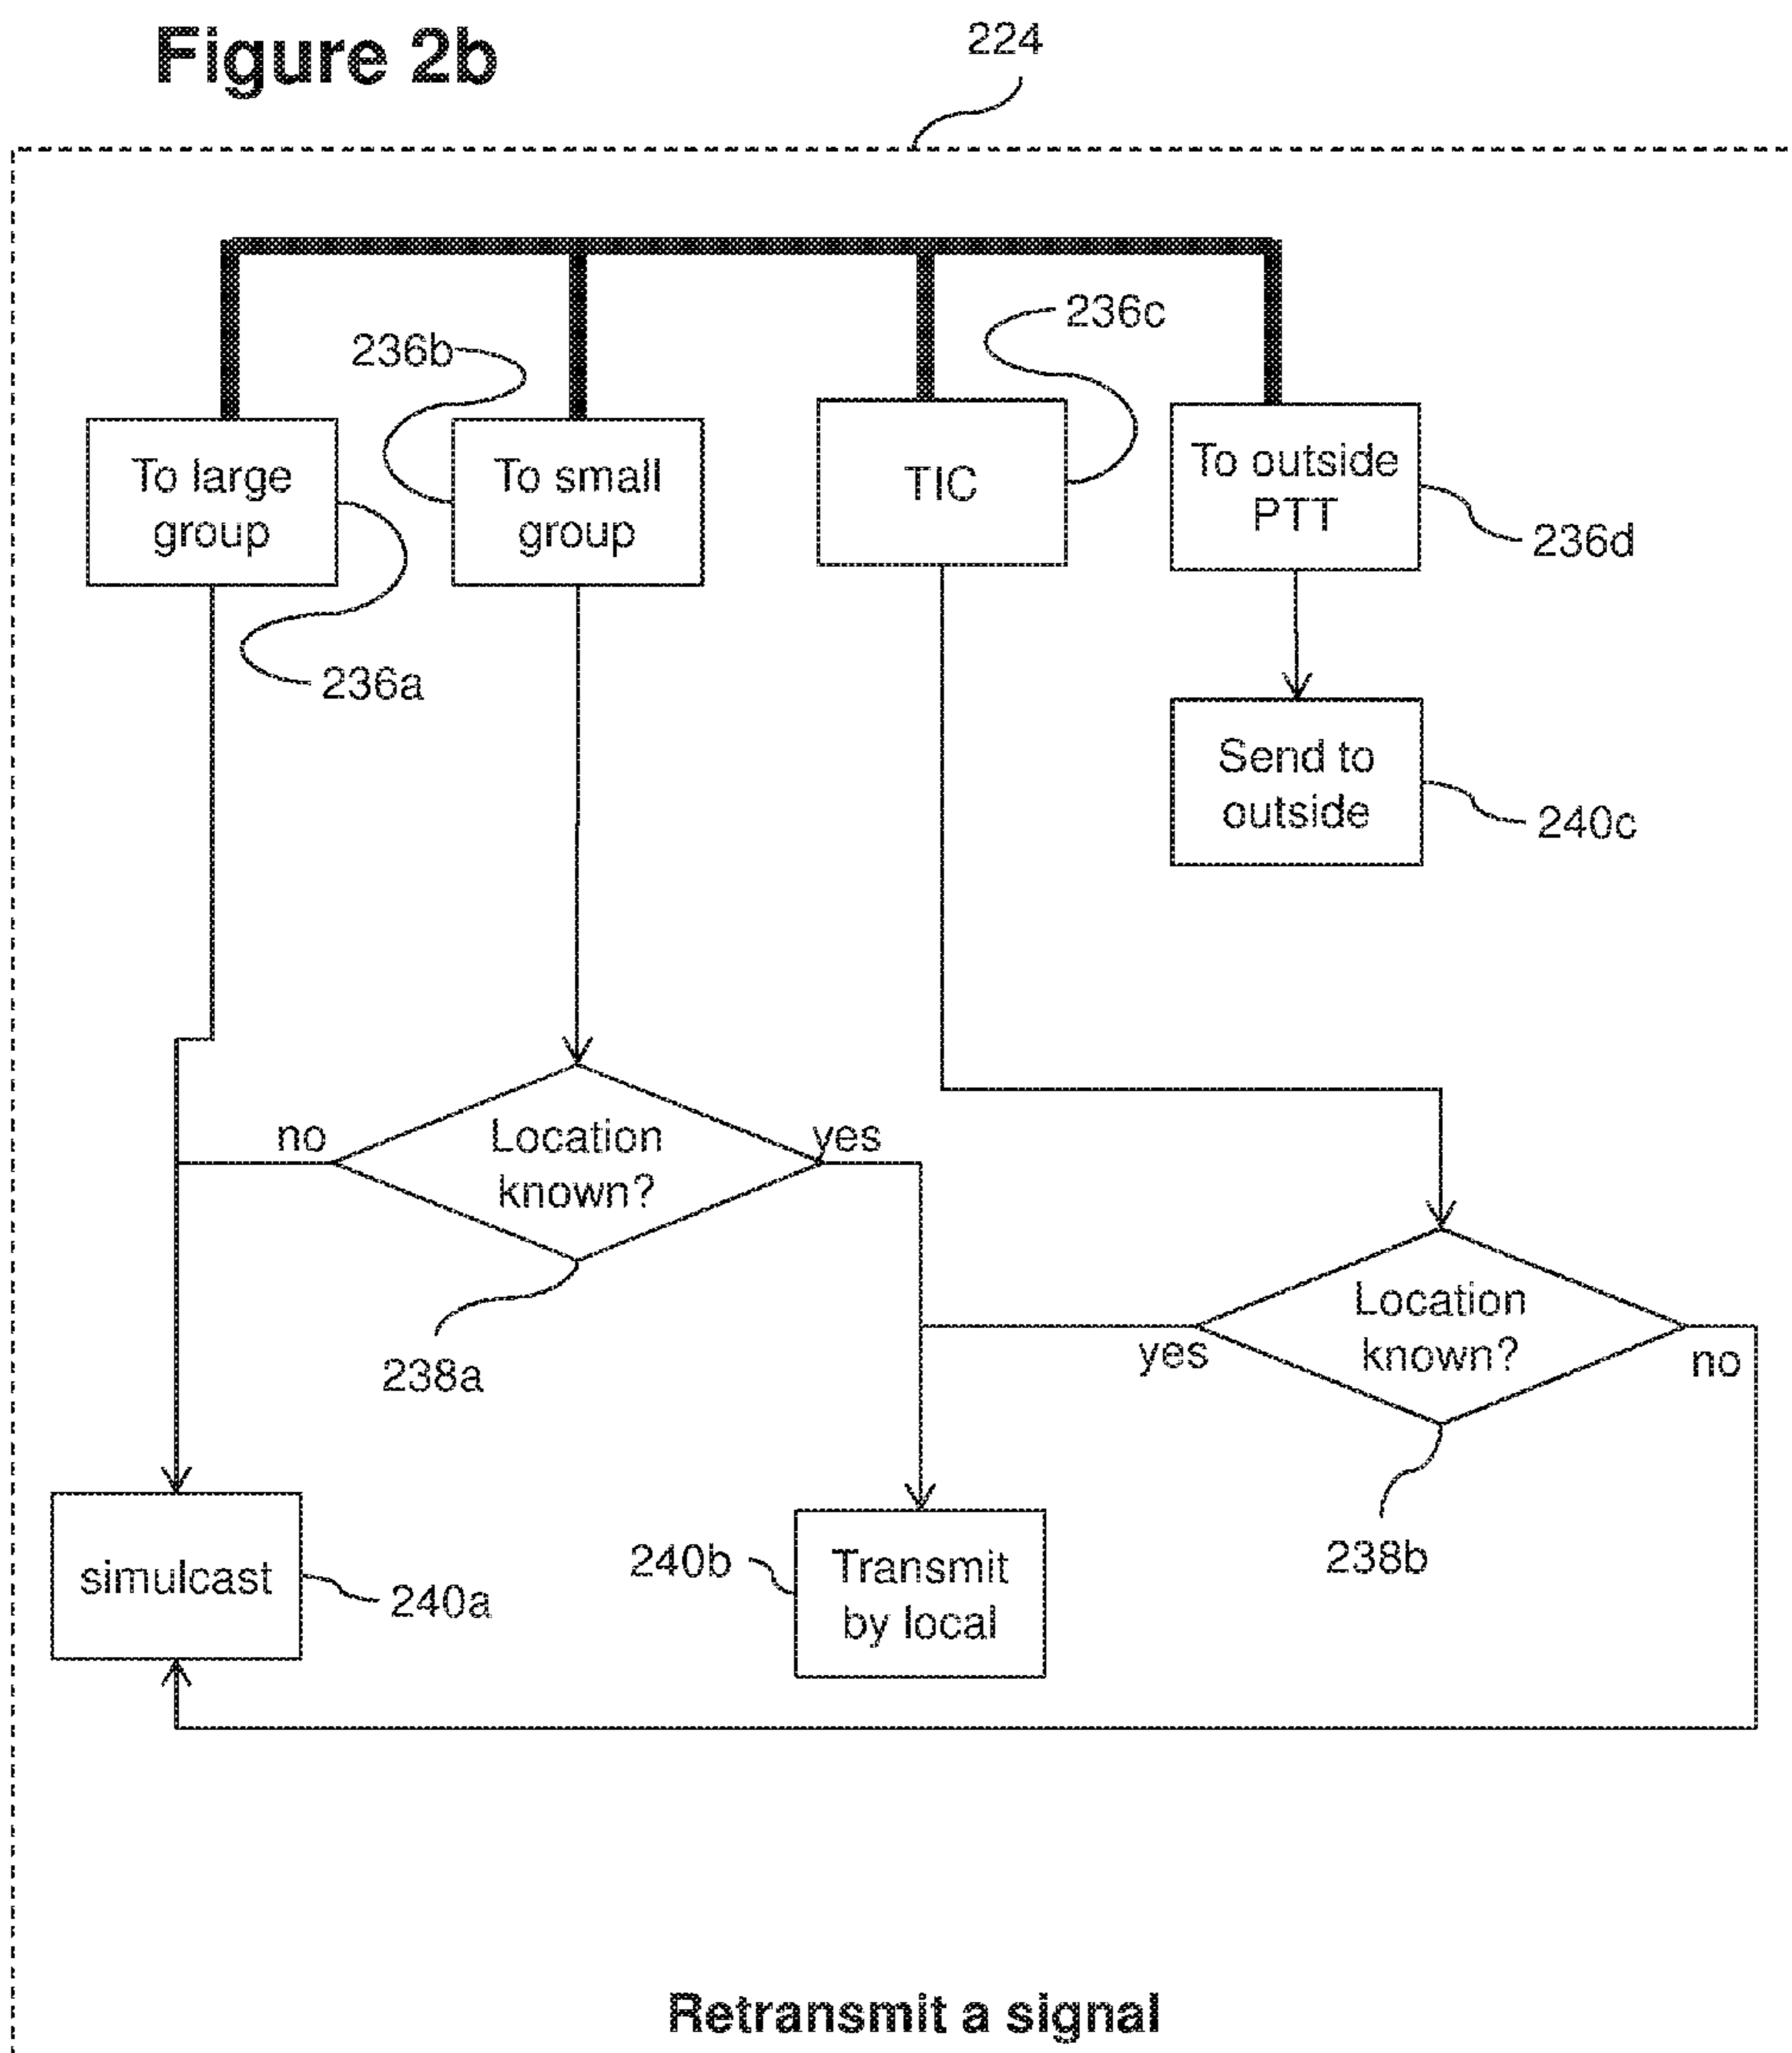 Figure 2b
224
236c
236b
To large
group
To small
group
TIC
To outside
PTT
236d
236a
Send to
outside
240c
no
Location
known?
yes
238a
Location
known?
yes
no
238b
simulcast
240a
240b
Transmit
by local
Retransmit a signal